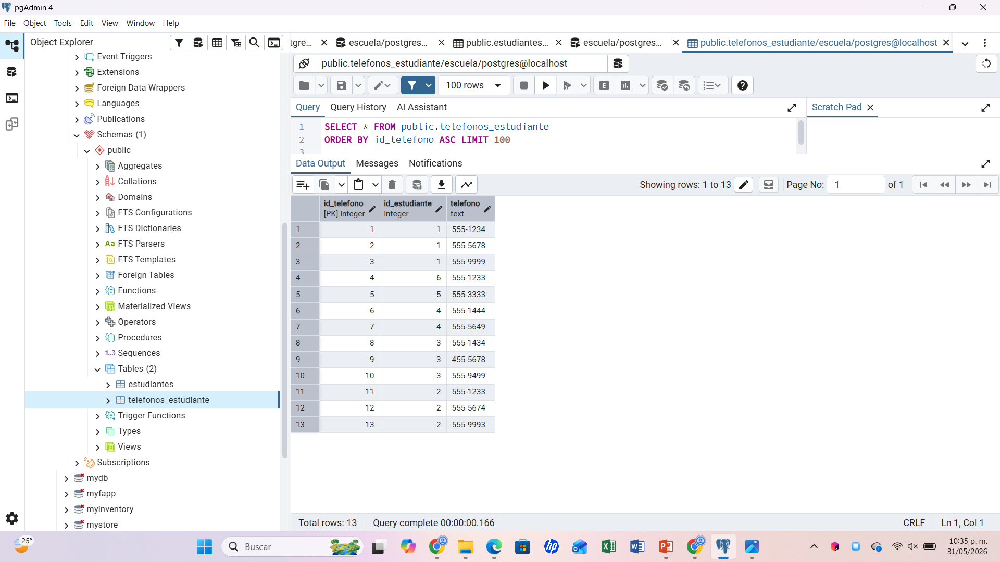 pgAdmin 4
File Object Tools Edit View Window Help
Object Explorer
tgre...
escuela/postgres...
public.estudiantes...
escuela/postgres...
public.telefonos_estudiante/escuela/postgres@localhost
public.telefonos_estudiante/escuela/postgres@localhost
100 rows
E
Query Query History AI Assistant
Scratch Pad
1 SELECT * FROM public.telefonos_estudiante
2 ORDER BY id_telefono ASC LIMIT 100
3
Data Output Messages Notifications
Showing rows: 1 to 13 Page No: 1 of 1
id_telefono id_estudiante telefono
[PK] integer integer text
1 1 1 555-1234
2 2 1 555-5678
3 3 1 555-9999
4 4 6 555-1233
5 5 5 555-3333
6 6 4 555-1444
7 7 4 555-5649
8 8 3 555-1434
9 9 3 455-5678
10 10 3 555-9499
11 11 2 555-1233
12 12 2 555-5674
13 13 2 555-9993
Event Triggers
Extensions
Foreign Data Wrappers
Languages
Publications
Schemas (1)
public
Aggregates
Collations
Domains
FTS Configurations
FTS Dictionaries
Aa FTS Parsers
FTS Templates
Foreign Tables
Functions
Materialized Views
Operators
Procedures
1..3 Sequences
Tables (2)
estudiantes
telefonos_estudiante
Trigger Functions
Types
Views
Subscriptions
mydb
myfapp
myinventory
mystore
Total rows: 13 Query complete 00:00:00.166 CRLF Ln 1, Col 1
25°
Buscar
10:35 p. m.
31/05/2026